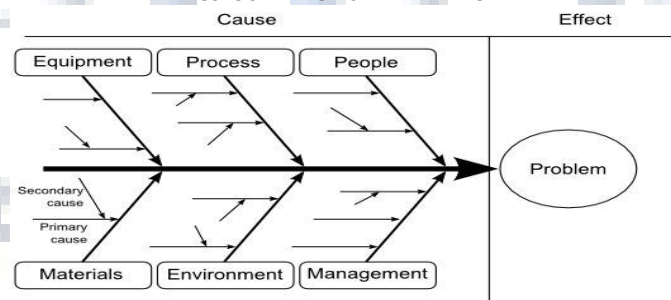 Cause Effect
Equipment Process People
Problem
Secondary
cause
Primary
cause
Materials Environment Management